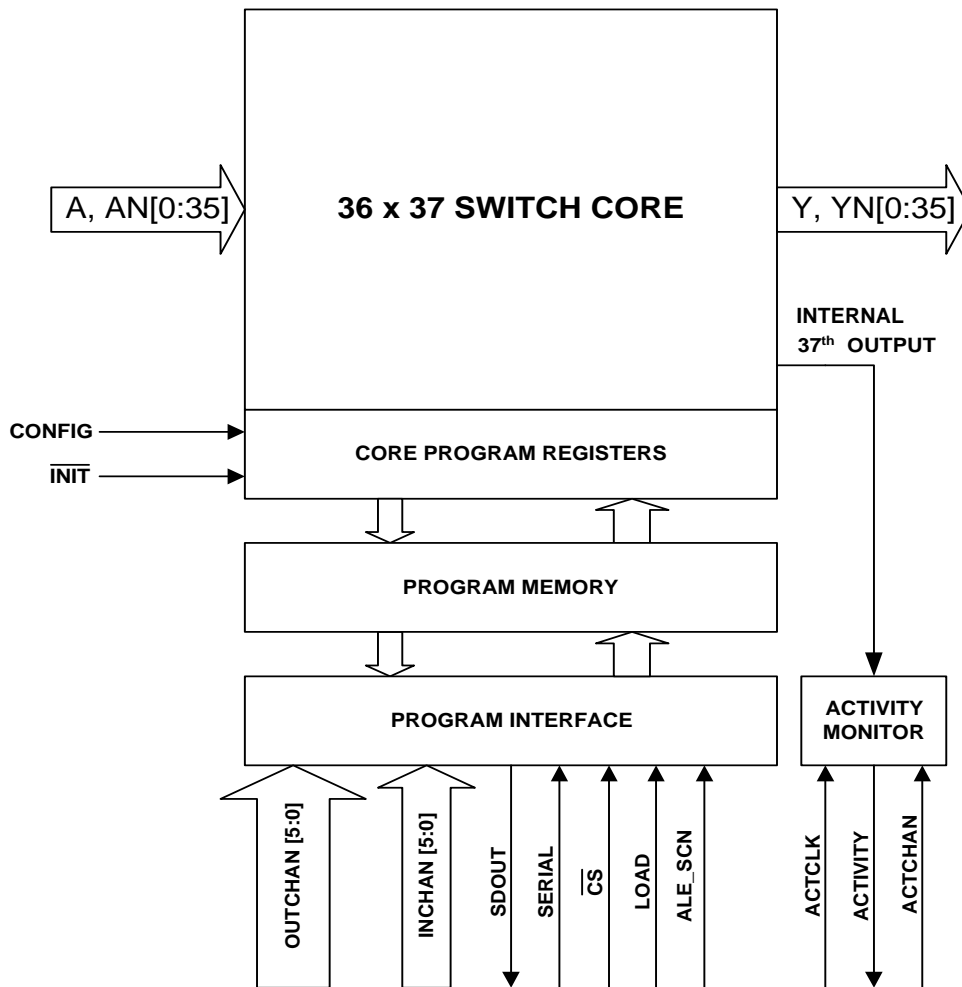 36 x 37 SWITCH CORE
A, AN[0:35]
Y, YN[0:35]
INTERNAL
37th OUTPUT
CONFIG
INIT
CORE PROGRAM REGISTERS
PROGRAM MEMORY
PROGRAM INTERFACE
ACTIVITY
MONITOR
OUTCHAN [5:0]
INCHAN [5:0]
SDOUT
SERIAL
CS
LOAD
ALE_SCN
ACTCLK
ACTIVITY
ACTCHAN